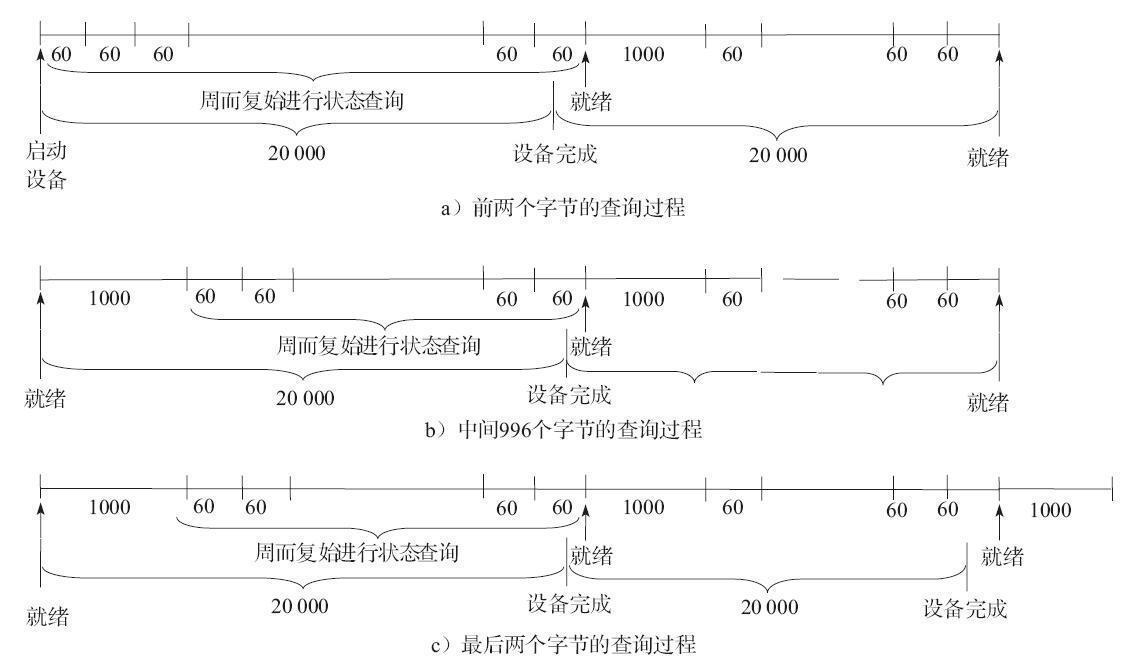 60 60 60 60 60 1000 60 60 60
周而复始进行状态查询 就绪
启动设备 20 000 设备完成 20 000 就绪
a）前两个字节的查询过程
1000 60 60 60 60 1000 60 60 60
周而复始进行状态查询 就绪
就绪 20 000 设备完成 就绪
b）中间996个字节的查询过程
1000 60 60 60 60 1000 60 60 60 1000
周而复始进行状态查询 就绪 就绪
就绪 20 000 设备完成 20 000 设备完成
c）最后两个字节的查询过程